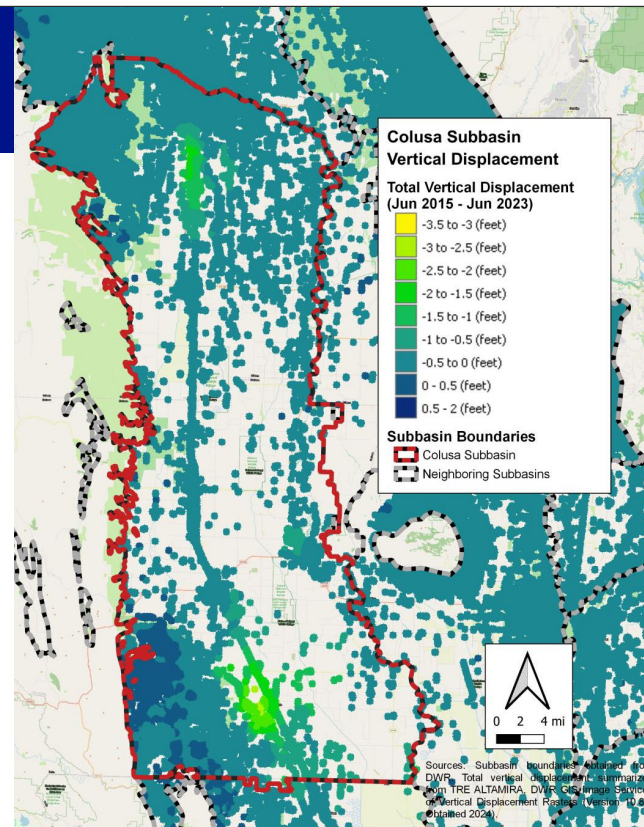 Colusa Subbasin
Vertical Displacement
Total Vertical Displacement
(Jun 2015 - Jun 2023)
-3.5 to -3 (feet)
-3 to -2.5 (feet)
-2.5 to -2 (feet)
-2 to -1.5 (feet)
-1.5 to -1 (feet)
-1 to -0.5 (feet)
-0.5 to 0 (feet)
0 - 0.5 (feet)
0.5 - 2 (feet)
Subbasin Boundaries
Colusa Subbasin
Neighboring Subbasins
0 2 4 mi
Sources: Subbasin boundaries obtained
DWR. Total vertical displacement
from TRE ALTAMIRA. DWR GIS Image
of Vertical Displacement Rasters (Version
Obtained 2024).